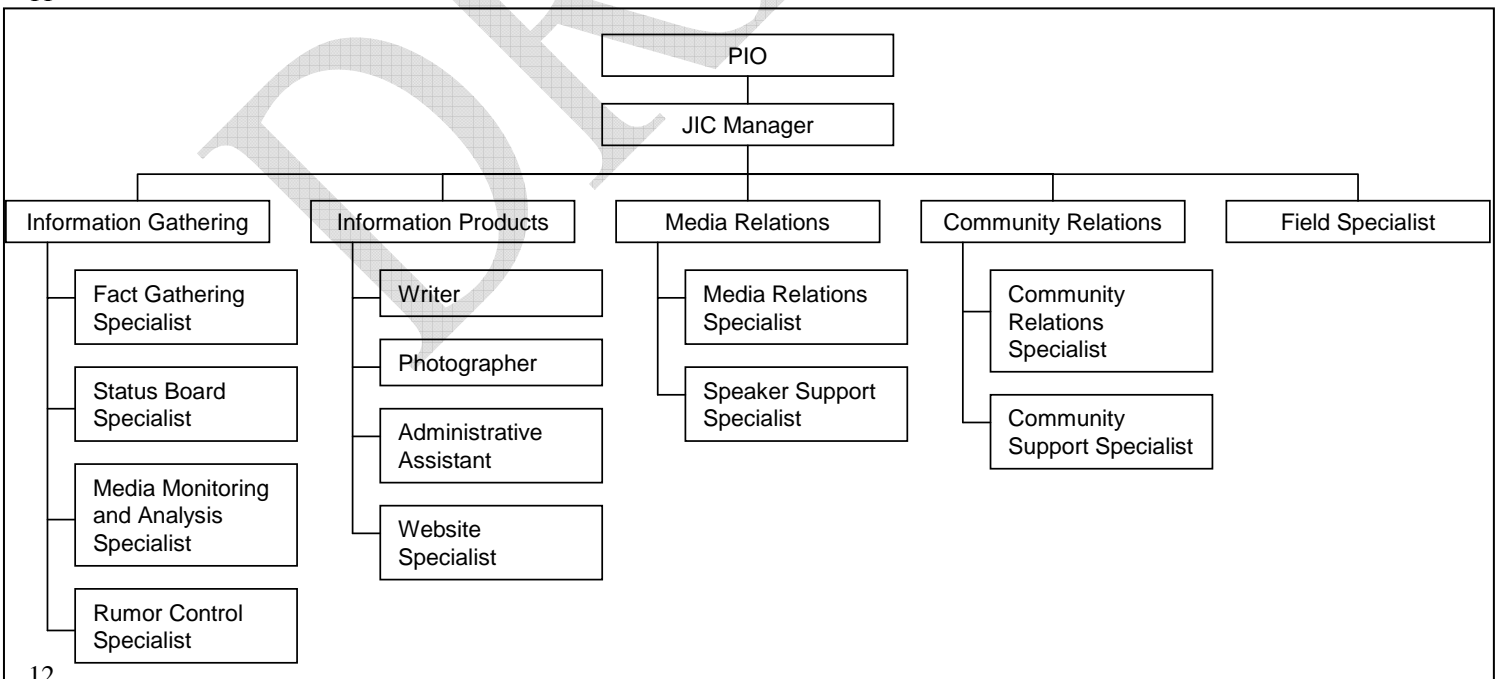 PIO
JIC Manager
Information Gathering
Information Products
Media Relations
Community Relations
Field Specialist
Fact Gathering
Specialist
Status Board
Specialist
Media Monitoring
and Analysis
Specialist
Rumor Control
Specialist
Writer
Photographer
Administrative
Assistant
Website
Specialist
Media Relations
Specialist
Speaker Support
Specialist
Community
Relations
Specialist
Community
Support Specialist
12